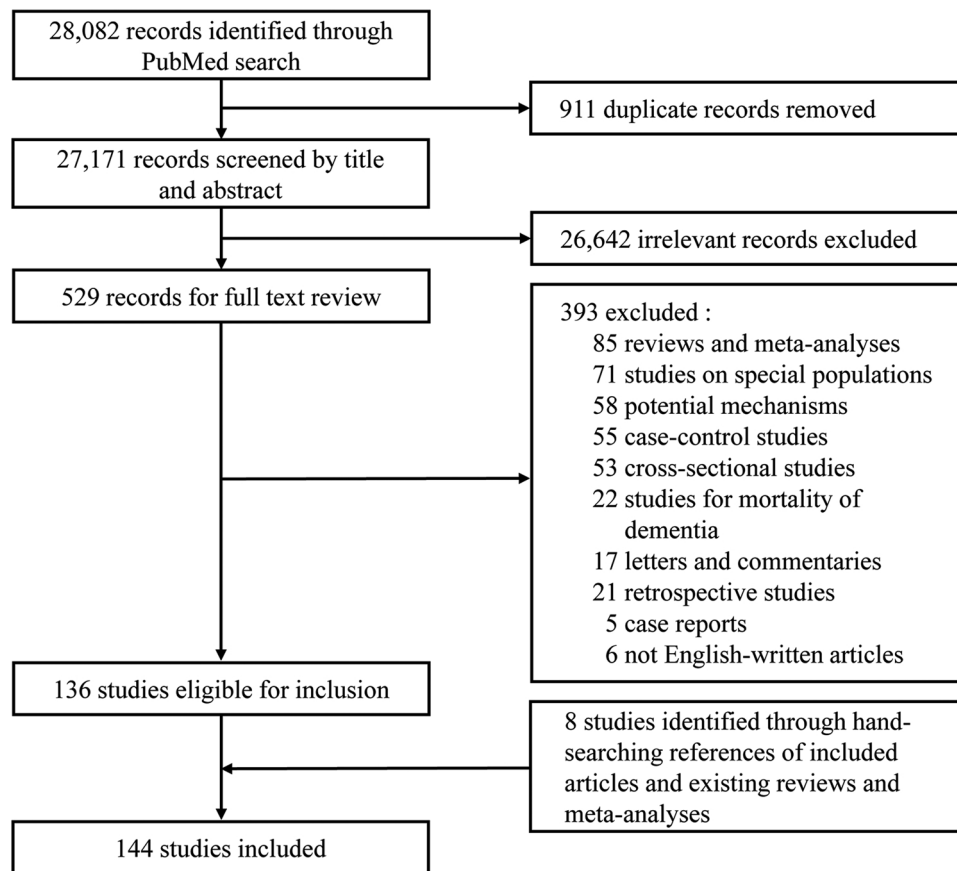 28,082 records identified through
PubMed search
911 duplicate records removed
27,171 records screened by title
and abstract
26,642 irrelevant records excluded
529 records for full text review
393 excluded :
85 reviews and meta-analyses
71 studies on special populations
58 potential mechanisms
55 case-control studies
53 cross-sectional studies
22 studies for mortality of
dementia
17 letters and commentaries
21 retrospective studies
5 case reports
6 not English-written articles
136 studies eligible for inclusion
8 studies identified through hand-
searching references of included
articles and existing reviews and
meta-analyses
144 studies included